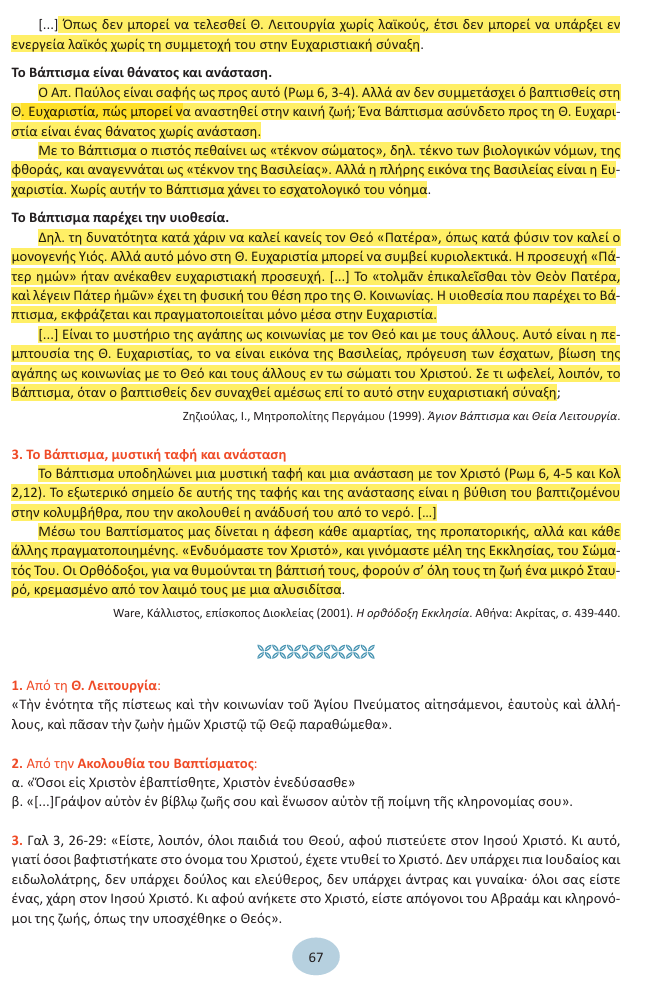 [...] Όπως δεν μπορεί να τελεσθεί Θ. Λειτουργία χωρίς λαϊκούς, έτσι δεν μπορεί να υπάρξει εν
ενεργεία λαϊκός χωρίς τη συμμετοχή του στην Ευχαριστιακή σύναξη.
Το Βάπτισμα είναι θάνατος και ανάσταση.
Ο Απ. Παύλος είναι σαφής ως προς αυτό (Ρωμ 6, 3-4). Αλλά αν δεν συμμετάσχει ό βαπτισθείς στη
Θ. Ευχαριστία, πώς μπορεί να αναστηθεί στην καινή ζωή; Ένα Βάπτισμα ασύνδετο προς τη Θ. Ευχαρι-
στία είναι ένας θάνατος χωρίς ανάσταση.
Με το Βάπτισμα ο πιστός πεθαίνει ως «τέκνον σώματος», δηλ. τέκνο των βιολογικών νόμων, της
φθοράς, και αναγεννάται ως «τέκνον της Βασιλείας». Αλλά η πλήρης εικόνα της Βασιλείας είναι η Ευ-
χαριστία. Χωρίς αυτήν το Βάπτισμα χάνει το εσχατολογικό του νόημα.
Το Βάπτισμα παρέχει την υιοθεσία.
Δηλ. τη δυνατότητα κατά χάριν να καλεί κανείς τον Θεό «Πατέρα», όπως κατά φύσιν τον καλεί ο
μονογενής Υιός. Αλλά αυτό μόνο στη Θ. Ευχαριστία μπορεί να συμβεί κυριολεκτικά. Η προσευχή «Πά-
τερ ημών» ήταν ανέκαθεν ευχαριστιακή προσευχή. [...] Το «τολμᾶν ἐπικαλεῖσθαι τὸν Θεὸν Πατέρα,
καὶ λέγειν Πάτερ ἡμῶν» έχει τη φυσική του θέση προ της Θ. Κοινωνίας. Η υιοθεσία που παρέχει το Βά-
πτισμα, εκφράζεται και πραγματοποιείται μόνο μέσα στην Ευχαριστία.
[...] Είναι το μυστήριο της αγάπης ως κοινωνίας με τον Θεό και με τους άλλους. Αυτό είναι η πε-
μπτουσία της Θ. Ευχαριστίας, το να είναι εικόνα της Βασιλείας, πρόγευση των έσχατων, βίωση της
αγάπης ως κοινωνίας με το Θεό και τους άλλους εν τω σώματι του Χριστού. Σε τι ωφελεί, λοιπόν, το
Βάπτισμα, όταν ο βαπτισθείς δεν συναχθεί αμέσως επί το αυτό στην ευχαριστιακή σύναξη;
Ζηζιούλας, Ι., Μητροπολίτης Περγάμου (1999). Άγιον Βάπτισμα και Θεία Λειτουργία.
3. Το Βάπτισμα, μυστική ταφή και ανάσταση
Το Βάπτισμα υποδηλώνει μια μυστική ταφή και μια ανάσταση με τον Χριστό (Ρωμ 6, 4-5 και Κολ
2,12). Το εξωτερικό σημείο δε αυτής της ταφής και της ανάστασης είναι η βύθιση του βαπτιζομένου
στην κολυμβήθρα, που την ακολουθεί η ανάδυσή του από το νερό. [...]
Μέσω του Βαπτίσματος μας δίνεται η άφεση κάθε αμαρτίας, της προπατορικής, αλλά και κάθε
άλλης πραγματοποιημένης. «Ενδυόμαστε τον Χριστό», και γινόμαστε μέλη της Εκκλησίας, του Σώμα-
τός Του. Οι Ορθόδοξοι, για να θυμούνται τη βάπτισή τους, φορούν σ' όλη τους τη ζωή ένα μικρό Σταυ-
ρό, κρεμασμένο από τον λαιμό τους με μια αλυσιδίτσα.
Ware, Κάλλιστος, επίσκοπος Διοκλείας (2001). Η ορθόδοξη Εκκλησία. Αθήνα: Ακρίτας, σ. 439-440.
1. Από τη Θ. Λειτουργία:
«Τὴν ἑνότητα τῆς πίστεως καὶ τὴν κοινωνίαν τοῦ Ἁγίου Πνεύματος αἰτησάμενοι, ἑαυτοὺς καὶ ἀλλή-
λους, καὶ πᾶσαν τὴν ζωὴν ἡμῶν Χριστῷ τῷ Θεῷ παραθώμεθα».
2. Από την Ακολουθία του Βαπτίσματος:
α. «Ὅσοι εἰς Χριστὸν ἐβαπτίσθητε, Χριστὸν ἐνεδύσασθε»
β. «[...]Γράψον αὐτὸν ἐν βίβλῳ ζωῆς σου καὶ ἕνωσον αὐτὸν τῇ ποίμνῃ τῆς κληρονομίας σου».
3. Γαλ 3, 26-29: «Είστε, λοιπόν, όλοι παιδιά του Θεού, αφού πιστεύετε στον Ιησού Χριστό. Κι αυτό,
γιατί όσοι βαφτιστήκατε στο όνομα του Χριστού, έχετε ντυθεί το Χριστό. Δεν υπάρχει πια Ιουδαίος και
ειδωλολάτρης, δεν υπάρχει δούλος και ελεύθερος, δεν υπάρχει άντρας και γυναίκα· όλοι σας είστε
ένας, χάρη στον Ιησού Χριστό. Κι αφού ανήκετε στο Χριστό, είστε απόγονοι του Αβραάμ και κληρονό-
μοι της ζωής, όπως την υποσχέθηκε ο Θεός».
67